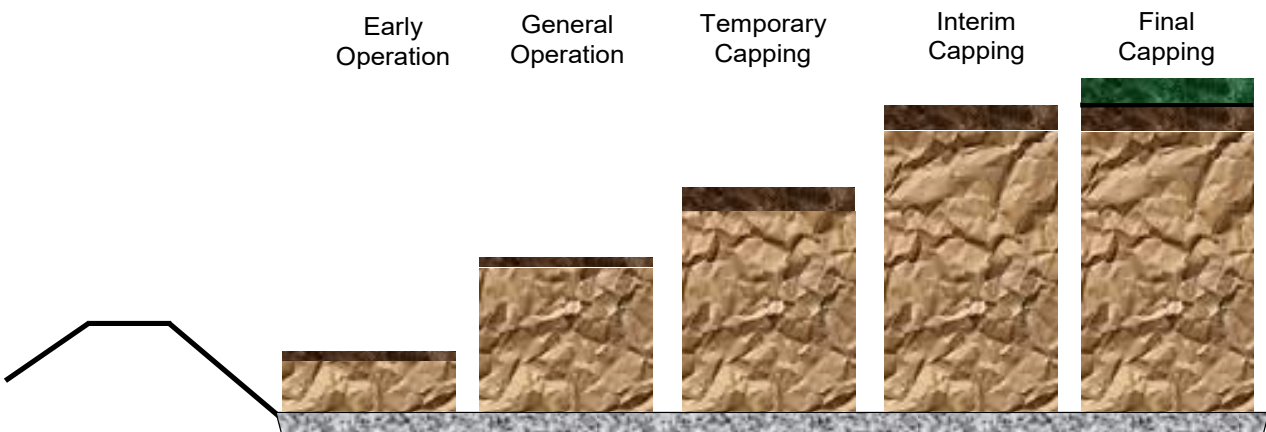 Early
Operation
General
Operation
Temporary
Capping
Interim
Capping
Final
Capping